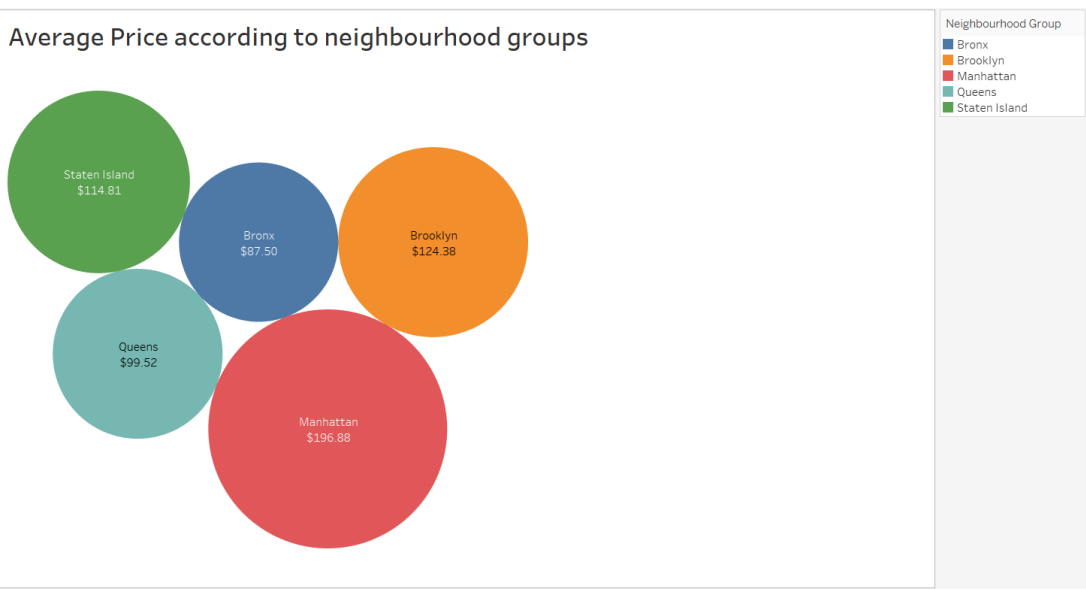 Average Price according to neighbourhood groups
Staten Island
$114.81
Bronx
$87.50
Brooklyn
$124.38
Queens
$99.52
Manhattan
$196.88
Neighbourhood Group
Bronx
Brooklyn
Manhattan
Queens
Staten Island